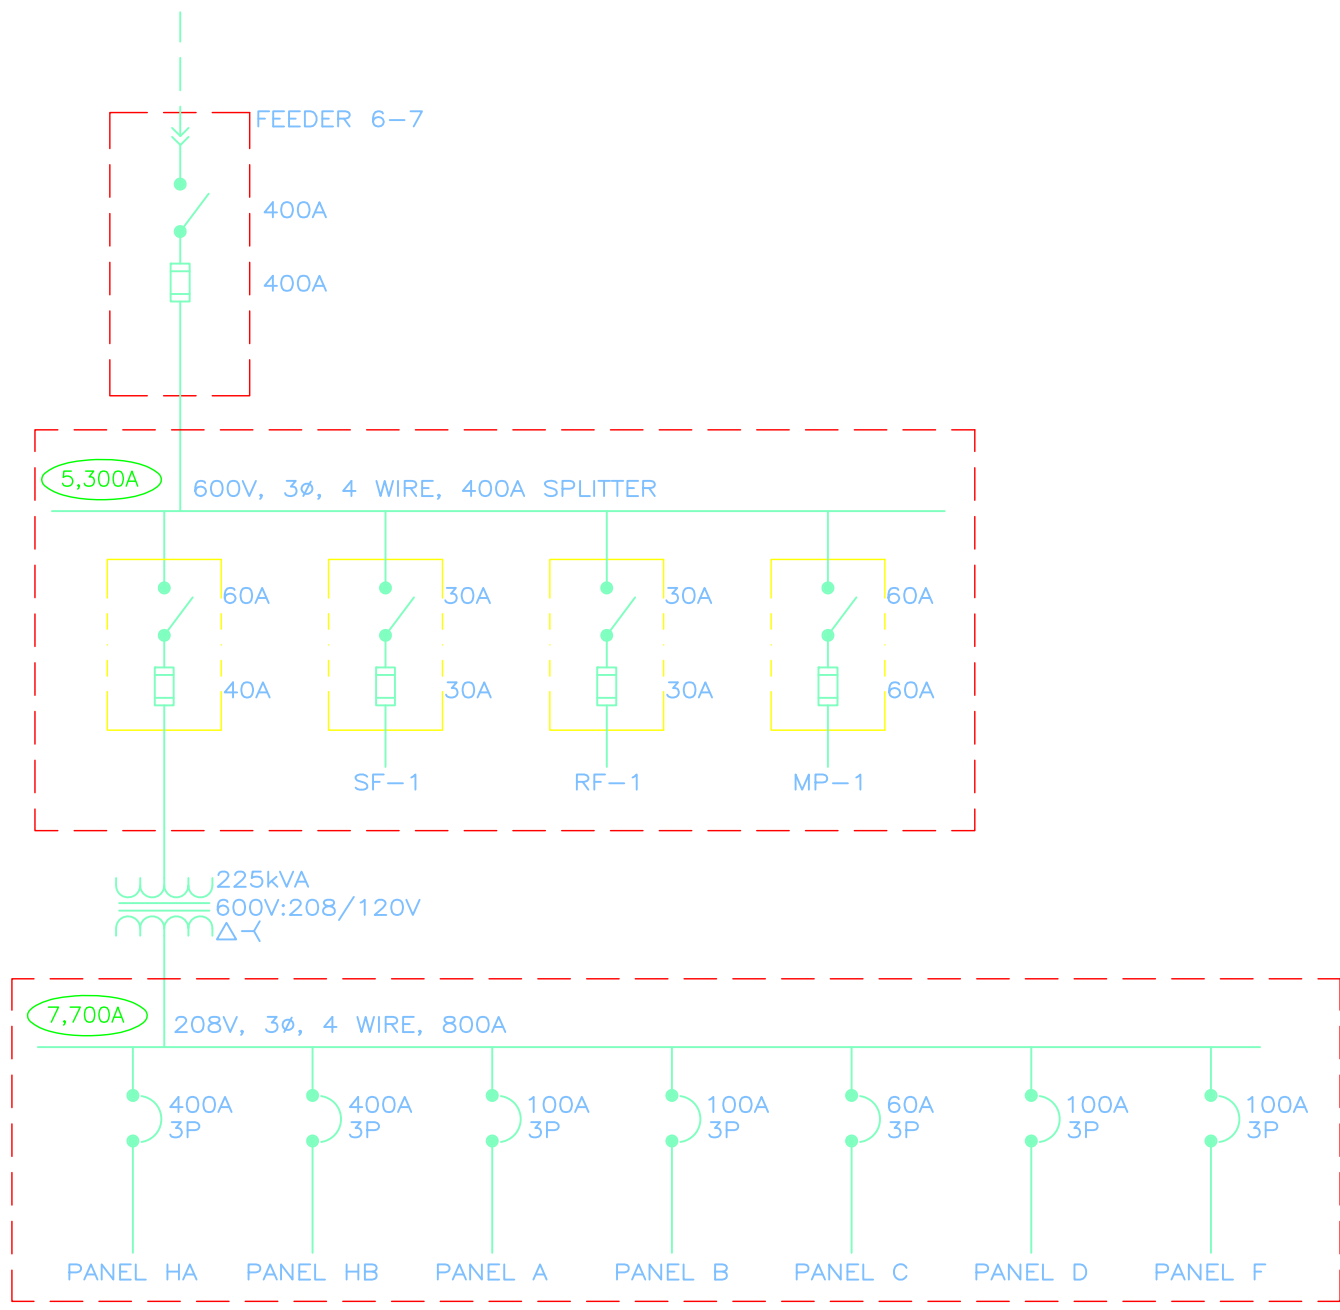 FEEDER 6-7
400A
400A
5,300A
600V, 3ø, 4 WIRE, 400A SPLITTER
60A
30A
30A
60A
40A
30A
30A
60A
SF-1
RF-1
MP-1
225kVA
600V:208/120V
7,700A
208V, 3ø, 4 WIRE, 800A
400A
3P
400A
3P
100A
3P
100A
3P
60A
3P
100A
3P
100A
3P
PANEL HA
PANEL HB
PANEL A
PANEL B
PANEL C
PANEL D
PANEL F